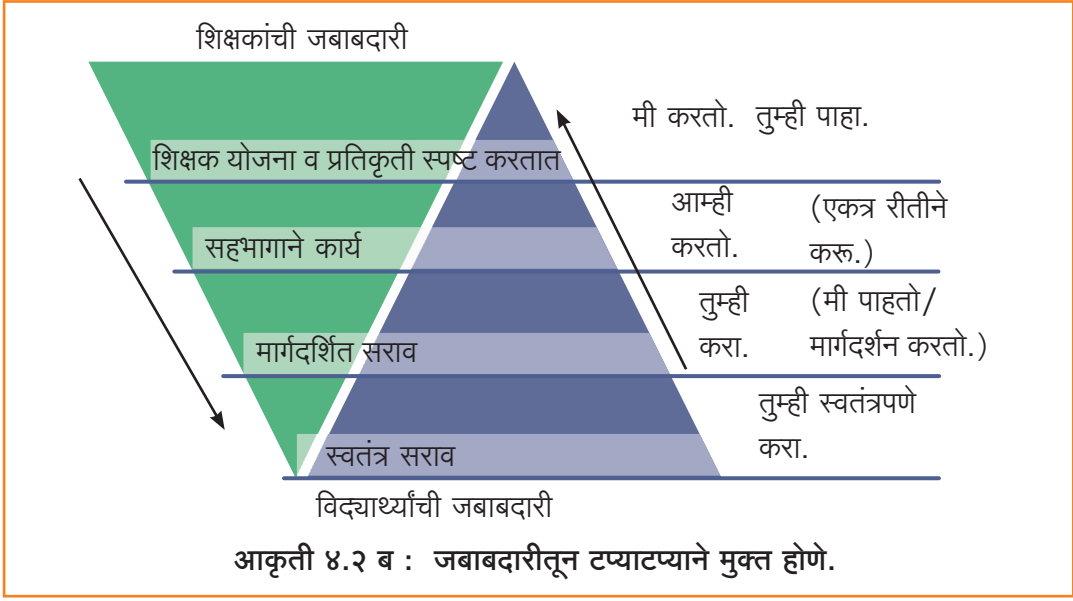 शिक्षकांची जबाबदारी
मी करतो. तुम्ही पाहा.
शिक्षक योजना व प्रतिकृती स्पष्ट करतात
आम्ही (एकत्र रीतीने
करतो. करू.)
सहभागाने कार्य
तुम्ही (मी पाहतो/
करा. मार्गदर्शन करतो.)
मार्गदर्शित सराव
तुम्ही स्वतंत्रपणे
करा.
स्वतंत्र सराव
विद्यार्थ्यांची जबाबदारी
आकृती ४.२ ब : जबाबदारीतून टप्याटप्याने मुक्त होणे.